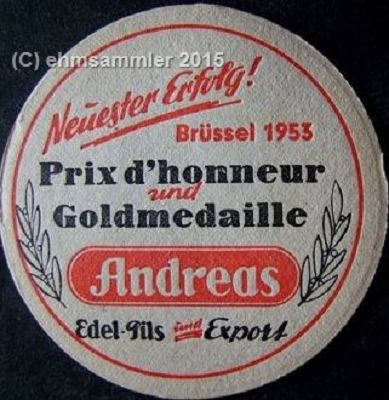 (C) ehmsammler 2015
Neuester Erfolg!
Brüssel 1953
Prix d'honneur
und
Goldmedaille
Andreas
Edel-Pils und Export